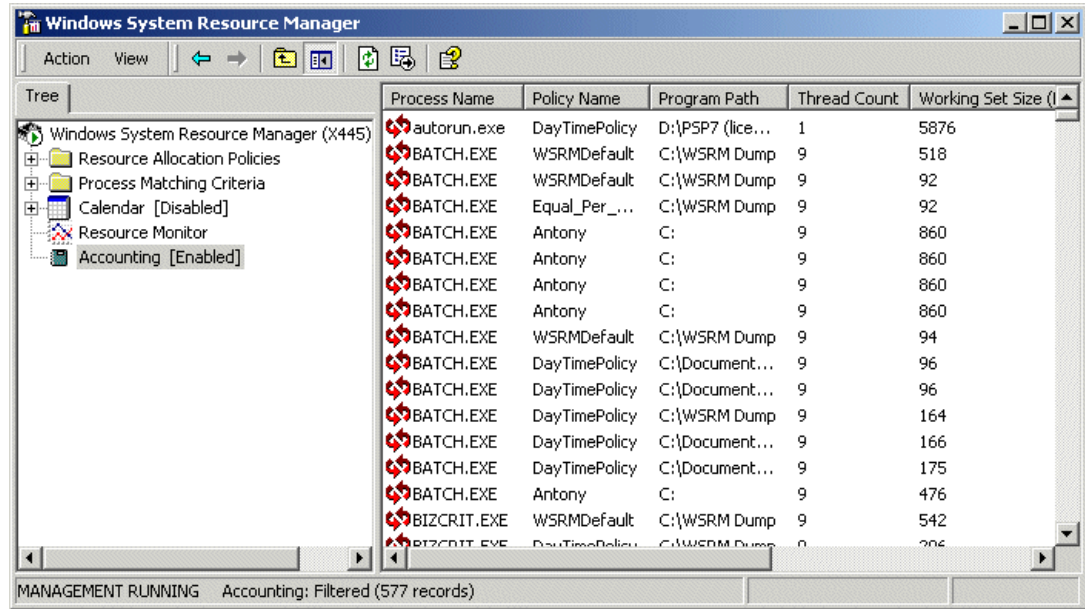 Windows System Resource Manager
Action View
Tree
Process Name Policy Name Program Path Thread Count Working Set Size (
Windows System Resource Manager (X445)
Resource Allocation Policies
Process Matching Criteria
Calendar [Disabled]
Resource Monitor
Accounting [Enabled]
autorun.exe DayTimePolicy D:\PSP7 (lice... 1 5876
BATCH.EXE WSRMDefault C:\WSRM Dump 9 518
BATCH.EXE WSRMDefault C:\WSRM Dump 9 92
BATCH.EXE Equal_Per_... C:\WSRM Dump 9 92
BATCH.EXE Antony C: 9 860
BATCH.EXE Antony C: 9 860
BATCH.EXE Antony C: 9 860
BATCH.EXE Antony C: 9 860
BATCH.EXE WSRMDefault C:\WSRM Dump 9 94
BATCH.EXE DayTimePolicy C:\Document... 9 96
BATCH.EXE DayTimePolicy C:\Document... 9 96
BATCH.EXE DayTimePolicy C:\WSRM Dump 9 164
BATCH.EXE DayTimePolicy C:\Document... 9 166
BATCH.EXE DayTimePolicy C:\Document... 9 175
BATCH.EXE Antony C: 9 476
BIZCRIT.EXE WSRMDefault C:\WSRM Dump 9 542
BIZCRIT.EXE DayTimePolicy C:\WSRM Dump
MANAGEMENT RUNNING Accounting: Filtered (577 records)